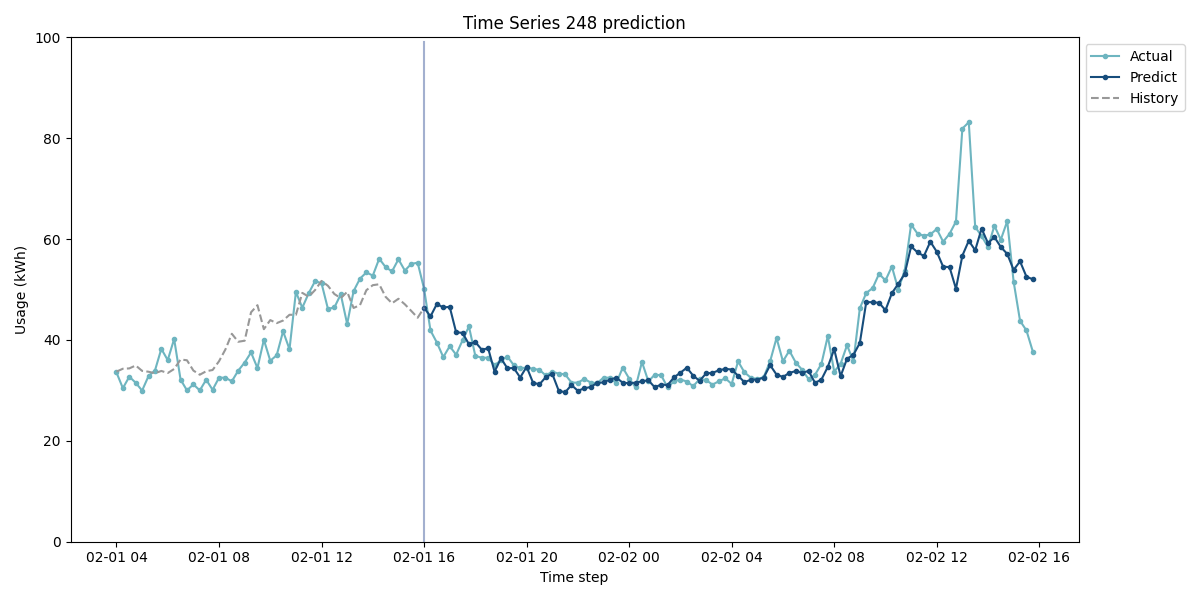 Time Series 248 prediction
100
80
60
40
20
0
Usage (kWh)
02-01 04 02-01 08 02-01 12 02-01 16 02-01 20 02-02 00 02-02 04 02-02 08 02-02 12 02-02 16
Time step
Actual
Predict
History